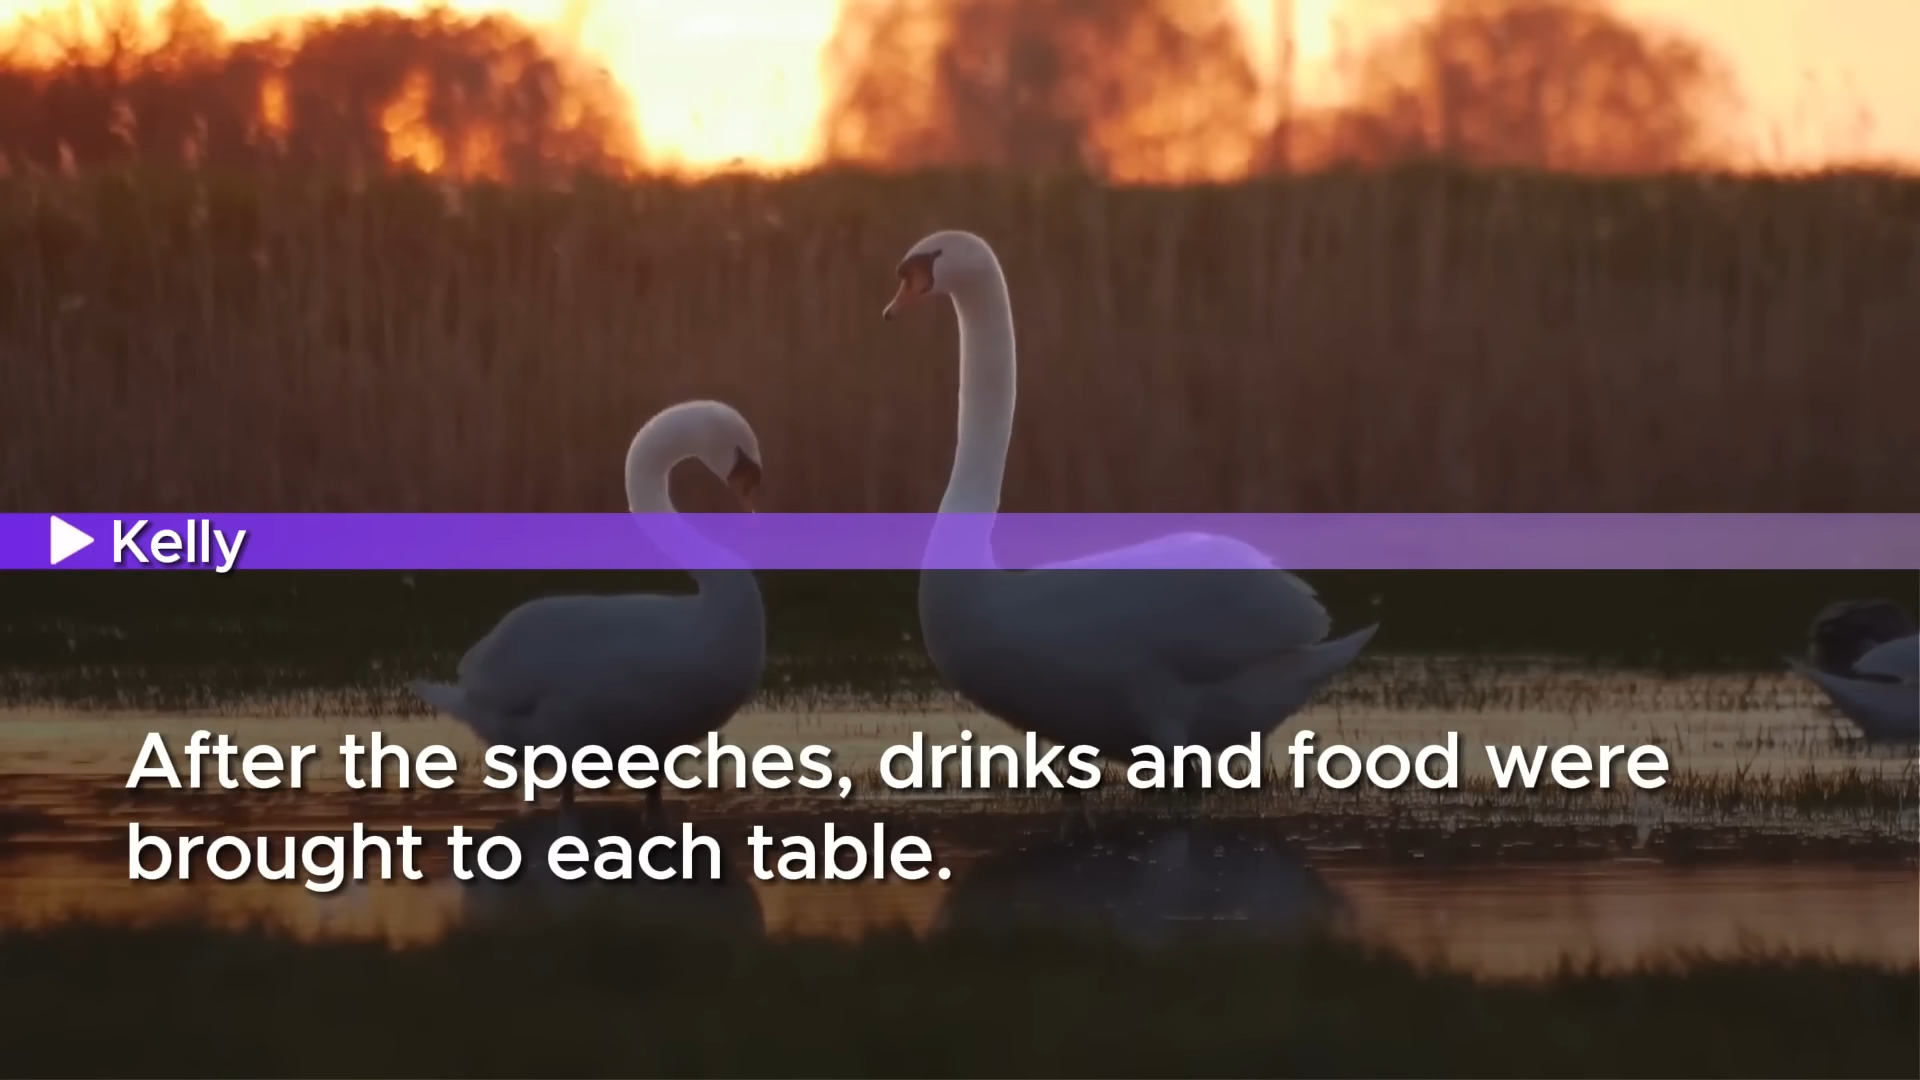 Kelly
After the speeches, drinks and food were
brought to each table.